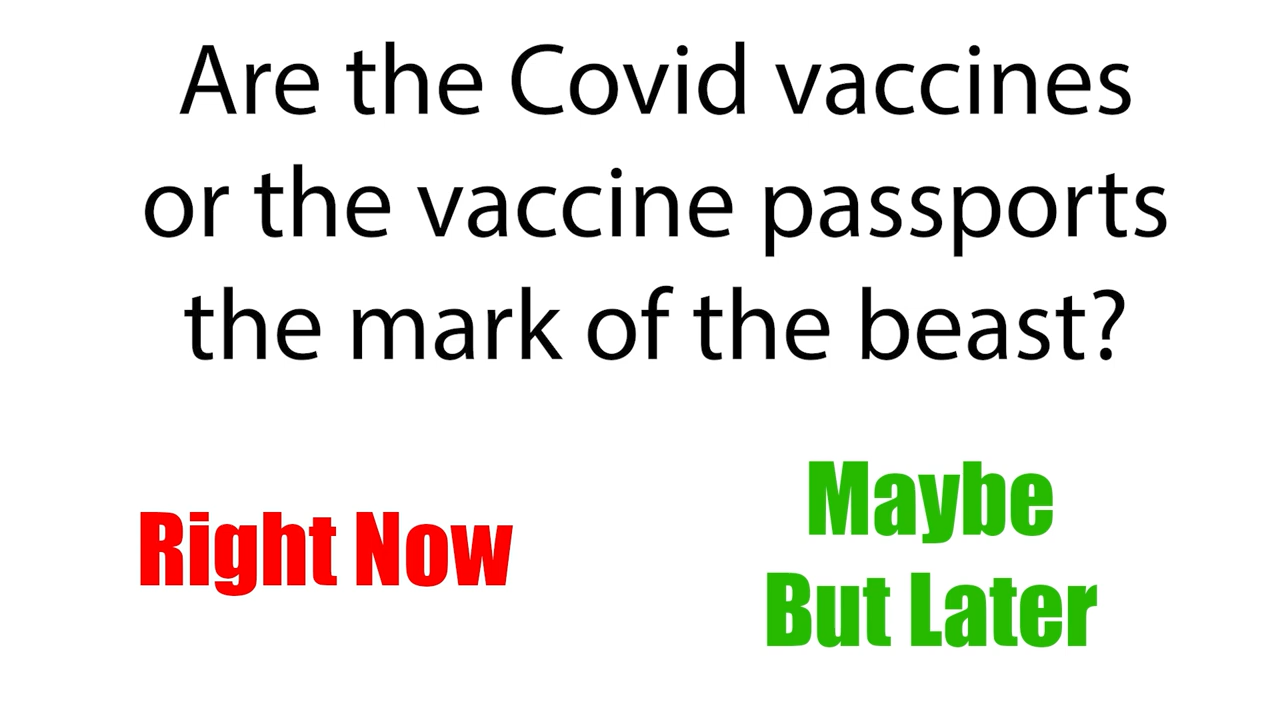 Are the Covid vaccines
or the vaccine passports
the mark of the beast?
Right Now
Maybe
But Later